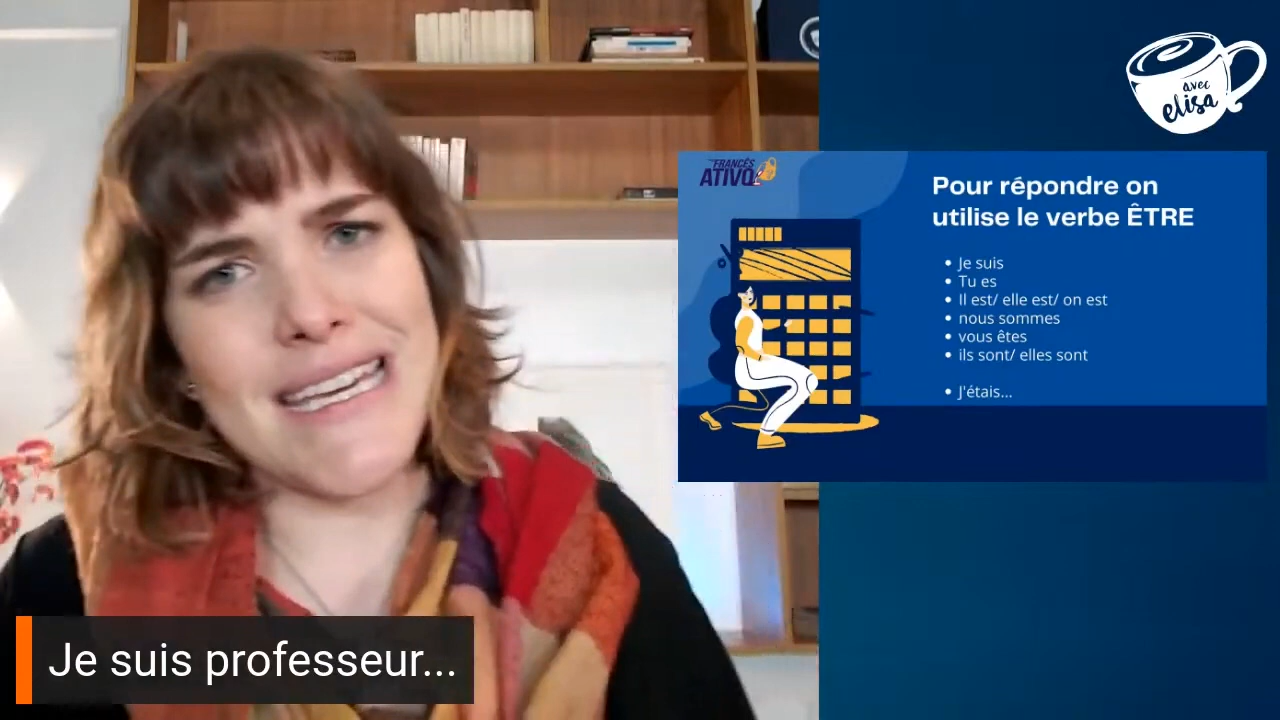 avec
elisa
FRANCÊS
ATIVO
Pour répondre on
utilise le verbe ÊTRE
• Je suis
• Tu es
• Il est/ elle est/ on est
• nous sommes
• vous êtes
• ils sont/ elles sont
• J'étais...
Je suis professeur...